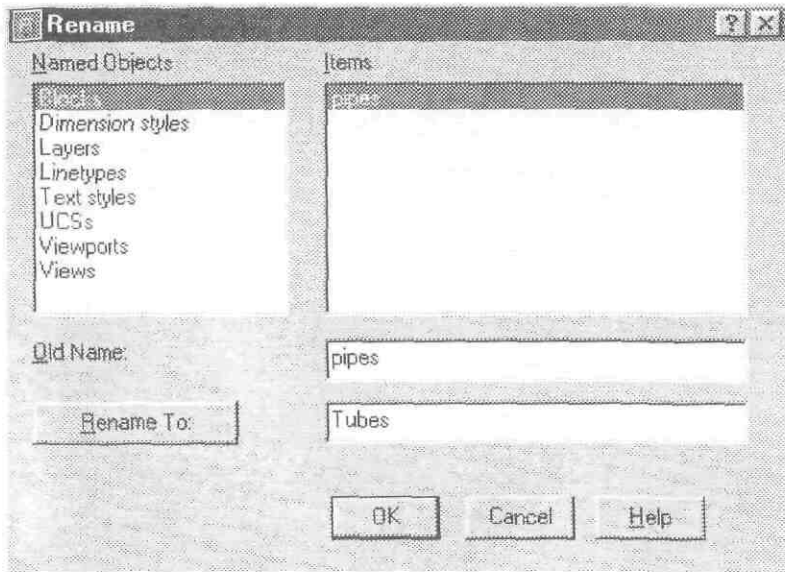 Rename
Named Objects
Blocks
Dimension styles
Layers
Linetypes
Text styles
UCSs
Viewports
Views
Items
pipes
Old Name:
pipes
Rename To:
Tubes
OK
Cancel
Help